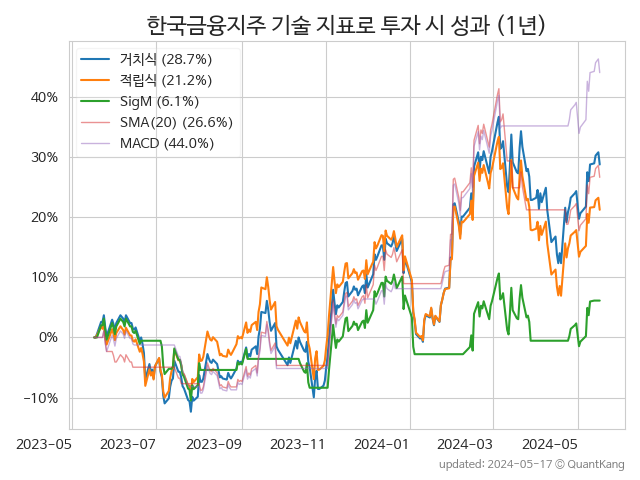 한국금융지주 기술 지표로 투자 시 성과 (1년)
거치식 (28.7%)
적립식 (21.2%)
SigM (6.1%)
SMA(20) (26.6%)
MACD (44.0%)
40%
30%
20%
10%
0%
−10%
2023−05 2023−07 2023−09 2023−11 2024−01 2024−03 2024−05
updated: 2024−05−17 © QuantKang